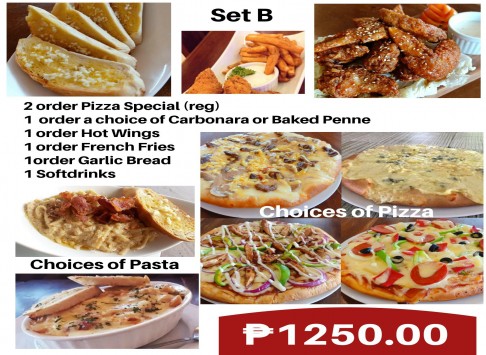 Set B
2 order Pizza Special (reg)
1 order a choice of Carbonara or Baked Penne
1 order Hot Wings
1 order French Fries
1order Garlic Bread
1 Softdrinks
Choices of Pizza
Choices of Pasta
₱1250.00